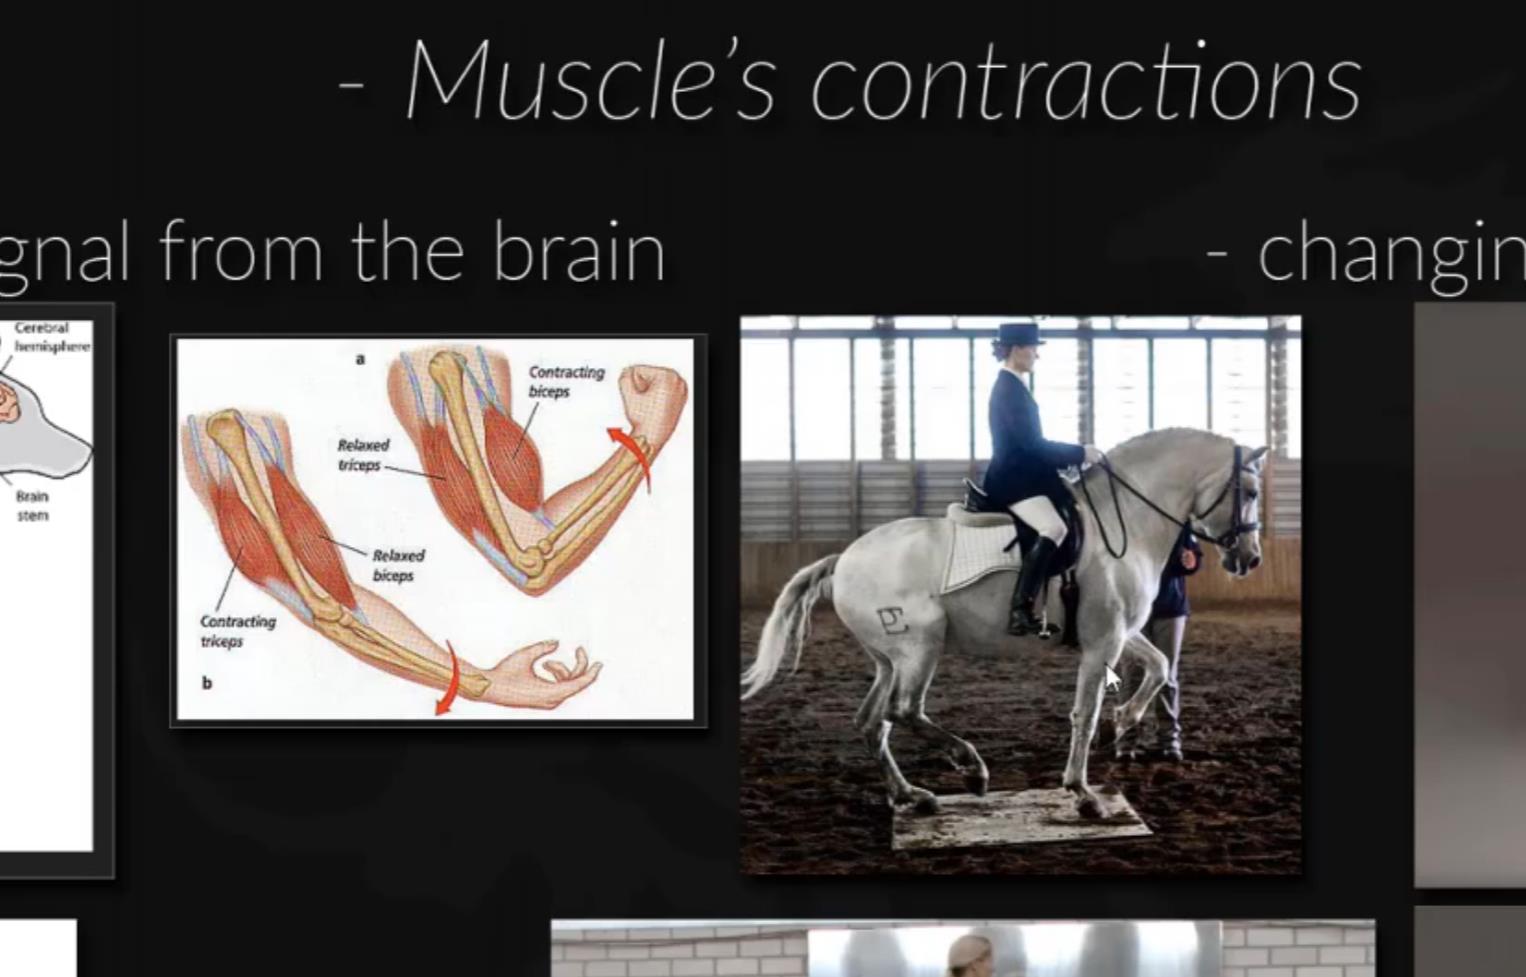 - Muscle's contractions
gnal from the brain
- changin
Cerebral
hemisphere
Brain
stem
a
Contracting
biceps
Relaxed
triceps
Relaxed
biceps
Contracting
triceps
b